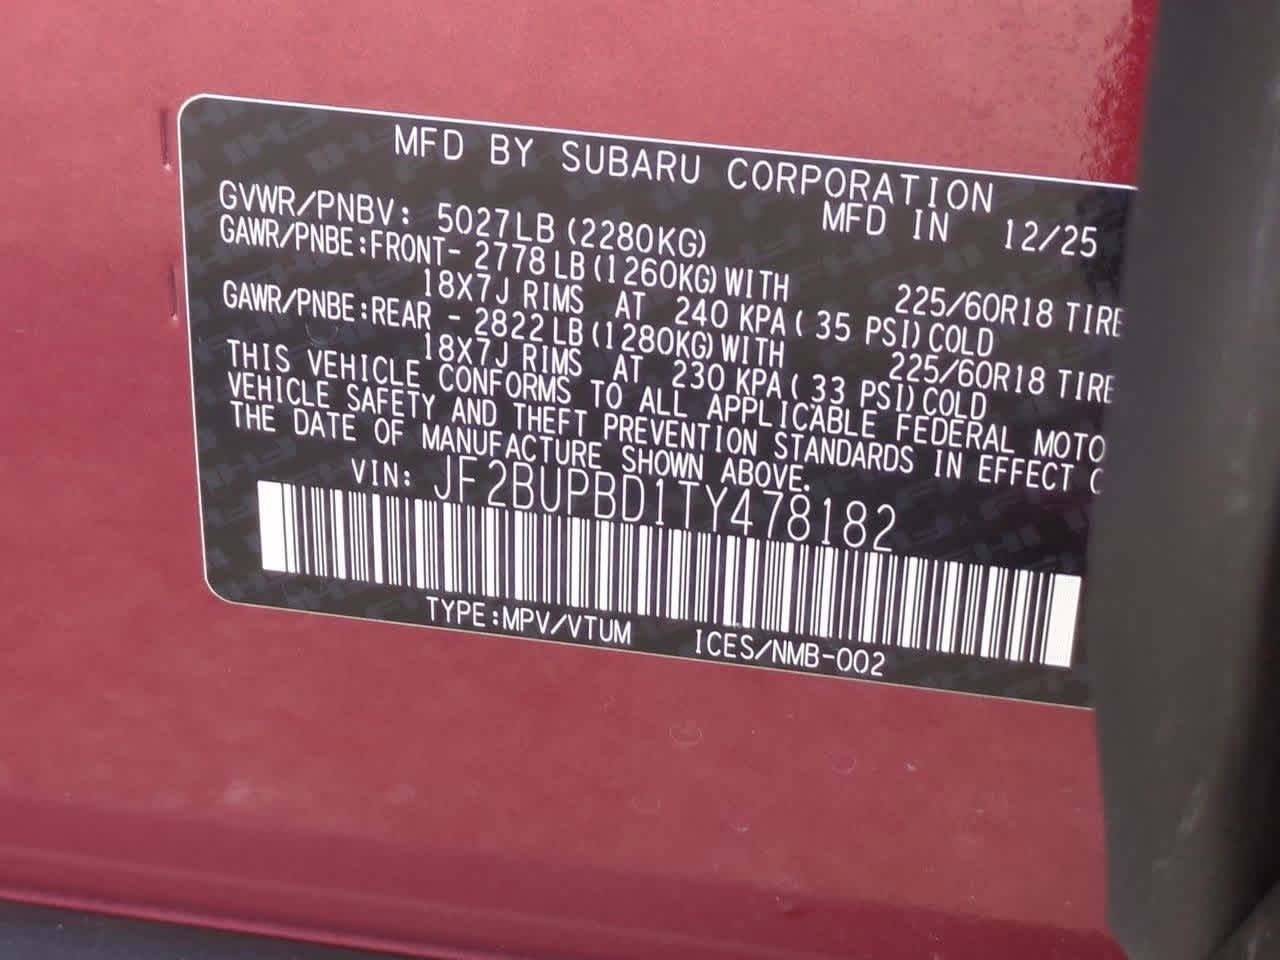 MFD BY SUBARU CORPORATION
MFD IN 12/25
GVWR/PNBV: 5027LB (2280KG)
GAWR/PNBE:FRONT- 2778 LB (1260KG) WITH 225/60R18 TIRE
18X7J RIMS AT 240 KPA ( 35 PSI) COLD
GAWR/PNBE:REAR - 2822 LB (1280KG) WITH 225/60R18 TIRE
18X7J RIMS AT 230 KPA ( 33 PSI) COLD
THIS VEHICLE CONFORMS TO ALL APPLICABLE FEDERAL MOTO
VEHICLE SAFETY AND THEFT PREVENTION STANDARDS IN EFFECT
THE DATE OF MANUFACTURE SHOWN ABOVE.
VIN: JF2BUPBD1TY478182
TYPE:MPV/VTUM ICES/NMB-002